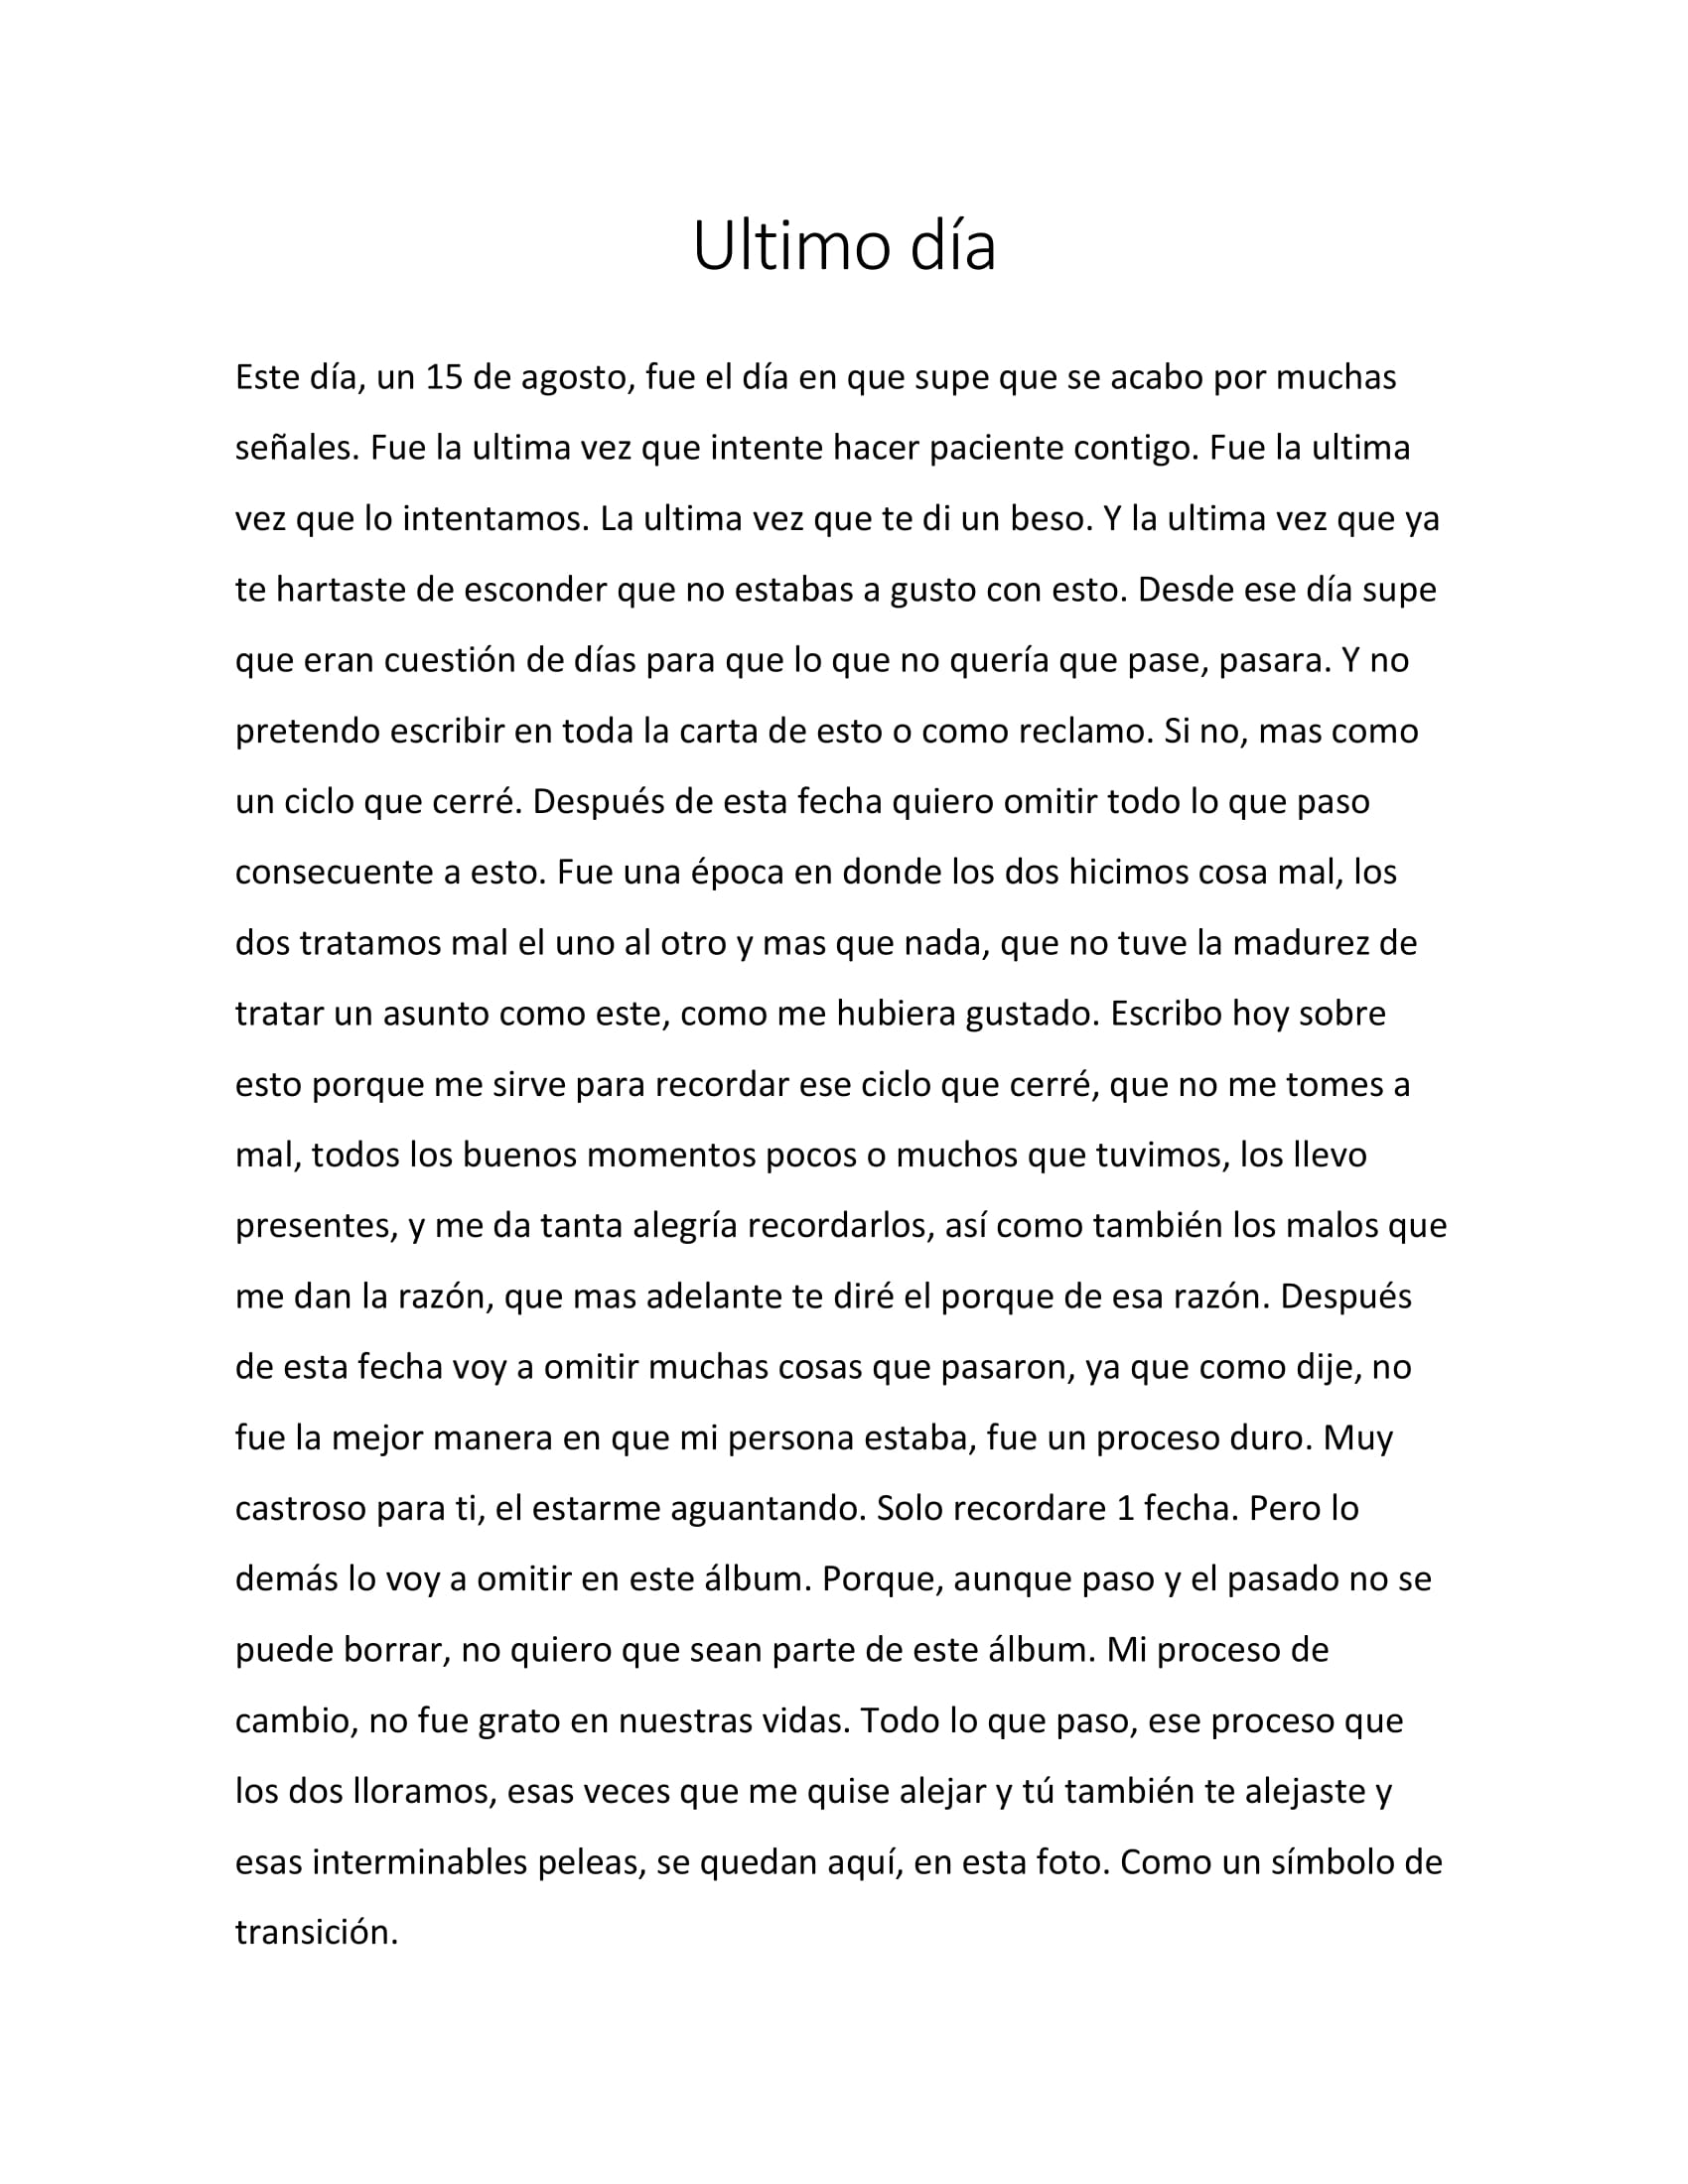 Ultimo día
Este día, un 15 de agosto, fue el día en que supe que se acabo por muchas
señales. Fue la ultima vez que intente hacer paciente contigo. Fue la ultima
vez que lo intentamos. La ultima vez que te di un beso. Y la ultima vez que ya
te hartaste de esconder que no estabas a gusto con esto. Desde ese día supe
que eran cuestión de días para que lo que no quería que pase, pasara. Y no
pretendo escribir en toda la carta de esto o como reclamo. Si no, mas como
un ciclo que cerré. Después de esta fecha quiero omitir todo lo que paso
consecuente a esto. Fue una época en donde los dos hicimos cosa mal, los
dos tratamos mal el uno al otro y mas que nada, que no tuve la madurez de
tratar un asunto como este, como me hubiera gustado. Escribo hoy sobre
esto porque me sirve para recordar ese ciclo que cerré, que no me tomes a
mal, todos los buenos momentos pocos o muchos que tuvimos, los llevo
presentes, y me da tanta alegría recordarlos, así como también los malos que
me dan la razón, que mas adelante te diré el porque de esa razón. Después
de esta fecha voy a omitir muchas cosas que pasaron, ya que como dije, no
fue la mejor manera en que mi persona estaba, fue un proceso duro. Muy
castroso para ti, el estarme aguantando. Solo recordare 1 fecha. Pero lo
demás lo voy a omitir en este álbum. Porque, aunque paso y el pasado no se
puede borrar, no quiero que sean parte de este álbum. Mi proceso de
cambio, no fue grato en nuestras vidas. Todo lo que paso, ese proceso que
los dos lloramos, esas veces que me quise alejar y tú también te alejaste y
esas interminables peleas, se quedan aquí, en esta foto. Como un símbolo de
transición.